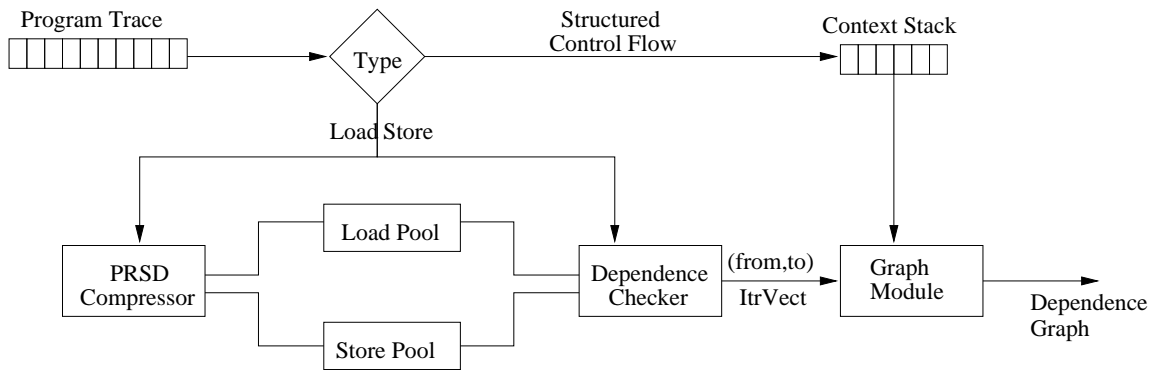 Program Trace
Type
Structured
Control Flow
Context Stack
Load Store
Load Pool
PRSD
Compressor
Dependence
Checker
(from,to)
ItrVect
Graph
Module
Dependence
Graph
Store Pool